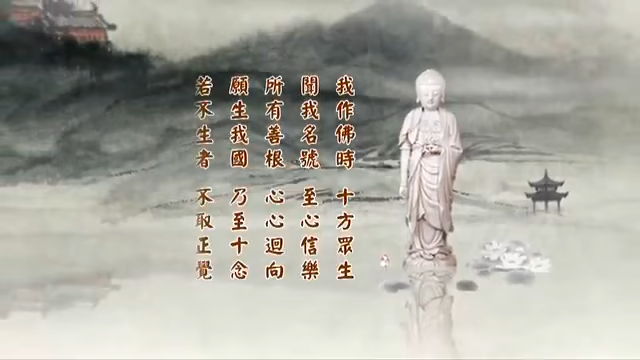 我作佛時 十方眾生
聞我名號 至心信樂
所有善根 心心迴向
願生我國 乃至十念
若不生者 不取正覺